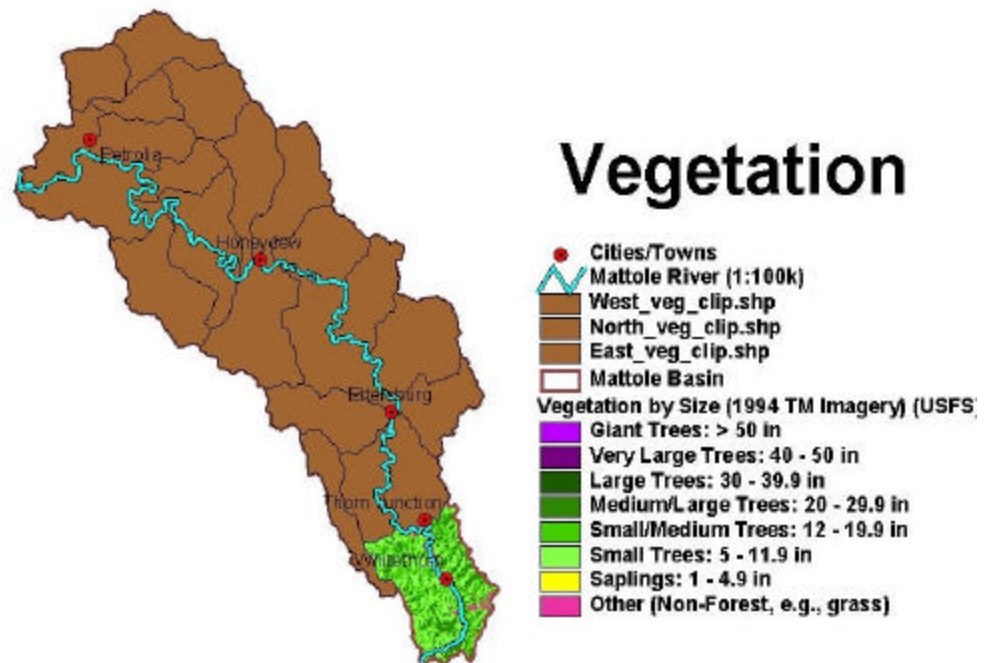 Petrolia
Vegetation
Honeydew
Cities/Towns
Mattole River (1:100k)
West_veg_clip.shp
North_veg_clip.shp
East_veg_clip.shp
Mattole Basin
Ettersburg
Vegetation by Size (1994 TM Imagery) (USFS)
Giant Trees: > 50 in
Very Large Trees: 40 - 50 in
Large Trees: 30 - 39.9 in
Thorn Junction
Medium/Large Trees: 20 - 29.9 in
Small/Medium Trees: 12 - 19.9 in
Small Trees: 5 - 11.9 in
Whitethorn
Saplings: 1 - 4.9 in
Other (Non-Forest, e.g., grass)